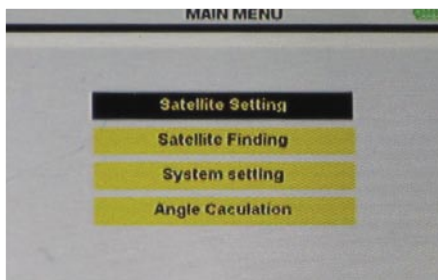 MAIN MENU
Satellite Setting
Satellite Finding
System setting
Angle Caculation